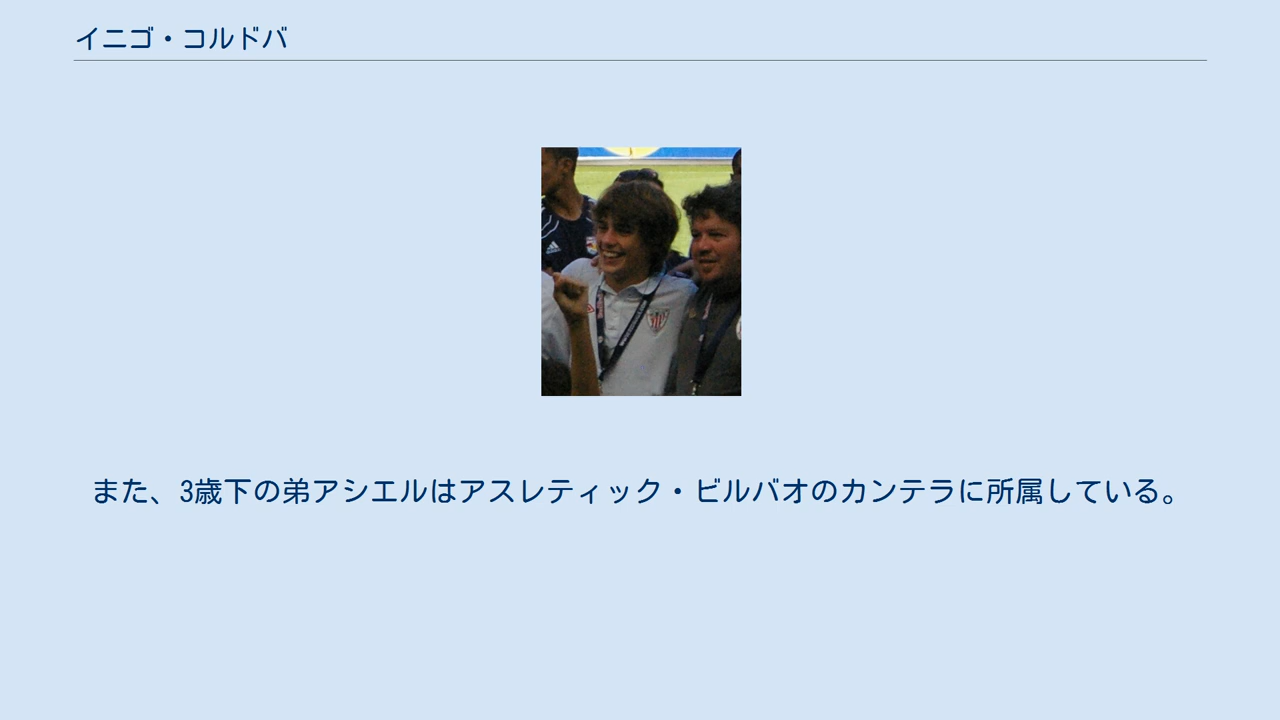 イニゴ・コルドバ
また、3歳下の弟アシエルはアスレティック・ビルバオのカンテラに所属している。